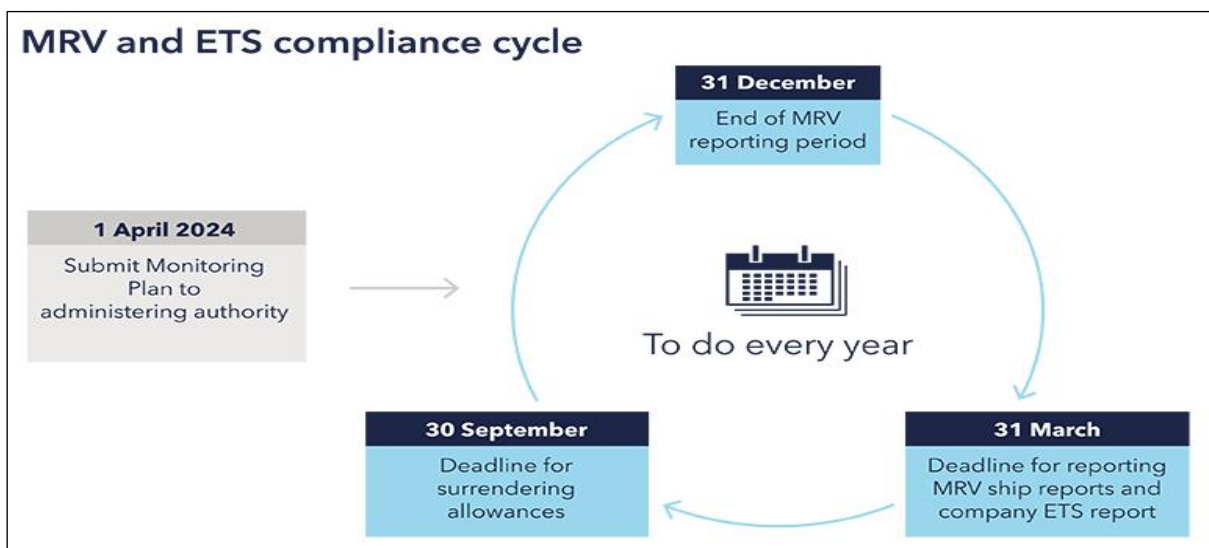 MRV and ETS compliance cycle
31 December
End of MRV
reporting period
1 April 2024
Submit Monitoring
Plan to
administering authority
To do every year
30 September
Deadline for
surrendering
allowances
31 March
Deadline for reporting
MRV ship reports and
company ETS report